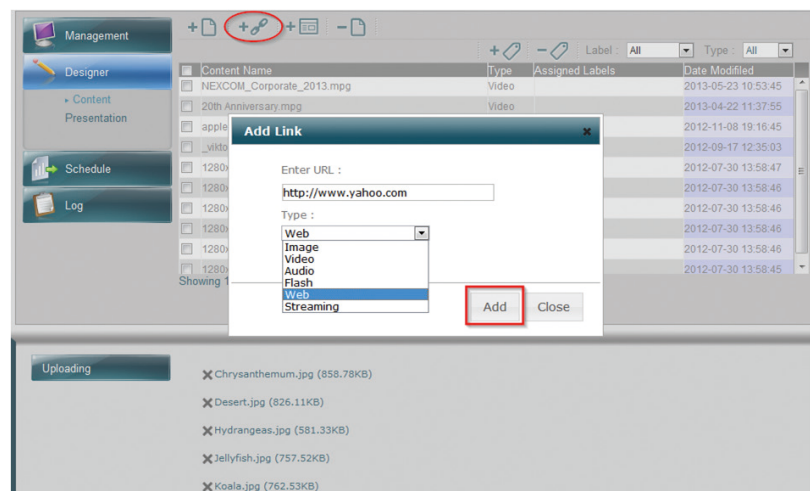 Management
Designer
Content
Presentation
Schedule
Log
Label : All Type : All
Content Name Type Assigned Labels Date Modifiled
NEXCOM_Corporate_2013.mpg Video 2013-05-23 10:53:45
20th Anniversary.mpg Video 2013-04-22 11:37:55
apple 2012-11-08 19:16:45
_vikto 2012-09-17 12:35:03
1280x 2012-07-30 13:58:47
1280x 2012-07-30 13:58:46
1280x 2012-07-30 13:58:46
1280x 2012-07-30 13:58:46
1280x 2012-07-30 13:58:46
1280x 2012-07-30 13:58:45
Showing 1
Add Link
Enter URL :
http://www.yahoo.com
Type :
Web
Image
Video
Audio
Flash
Web
Streaming
Add Close
Uploading
Chrysanthemum.jpg (858.78KB)
Desert.jpg (826.11KB)
Hydrangeas.jpg (581.33KB)
Jellyfish.jpg (757.52KB)
Koala.jpg (762.53KB)